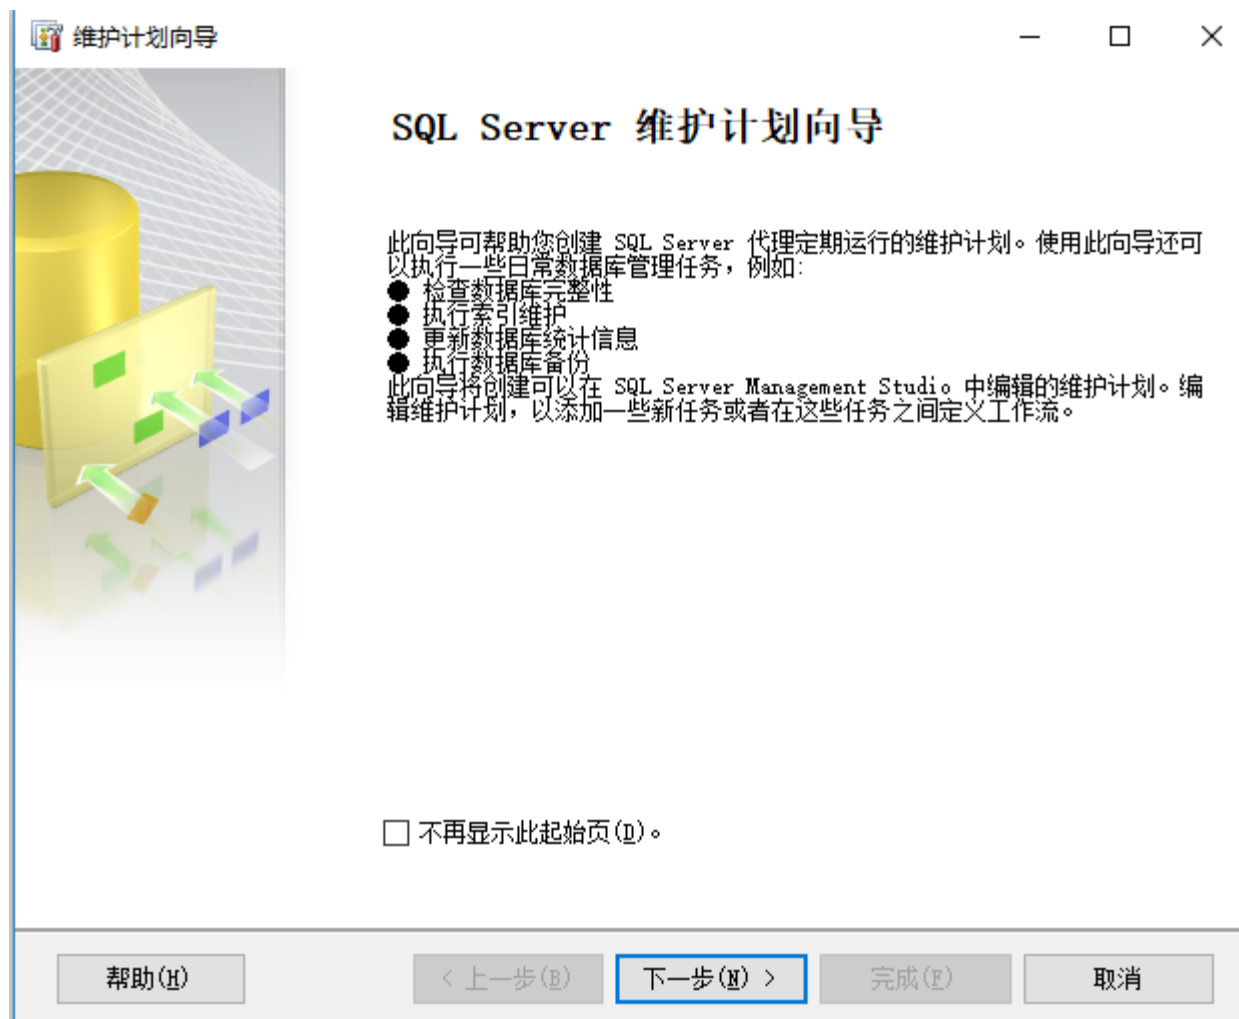 维护计划向导
SQL Server 维护计划向导
此向导可帮助您创建 SQL Server 代理定期运行的维护计划。使用此向导还可
以执行一些日常数据库管理任务，例如:
● 检查数据库完整性
● 执行索引维护
● 更新数据库统计信息
● 执行数据库备份
此向导将创建可以在 SQL Server Management Studio 中编辑的维护计划。编
辑维护计划，以添加一些新任务或者在这些任务之间定义工作流。
不再显示此起始页(D)。
帮助(H)
< 上一步(B)
下一步(N) >
完成(F)
取消